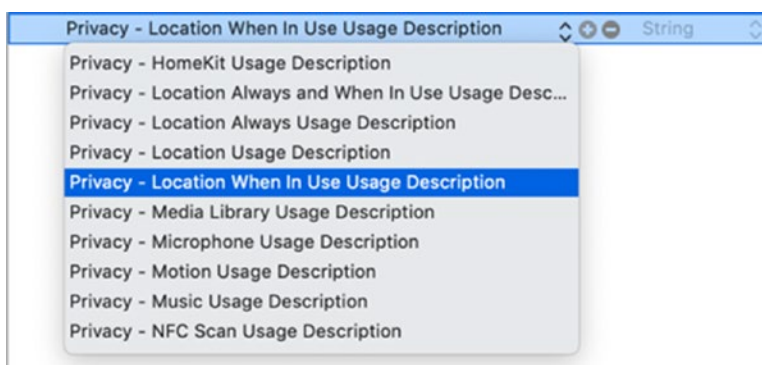 Privacy - Location When In Use Usage Description String
Privacy - HomeKit Usage Description
Privacy - Location Always and When In Use Usage Desc...
Privacy - Location Always Usage Description
Privacy - Location Usage Description
Privacy - Location When In Use Usage Description
Privacy - Media Library Usage Description
Privacy - Microphone Usage Description
Privacy - Motion Usage Description
Privacy - Music Usage Description
Privacy - NFC Scan Usage Description